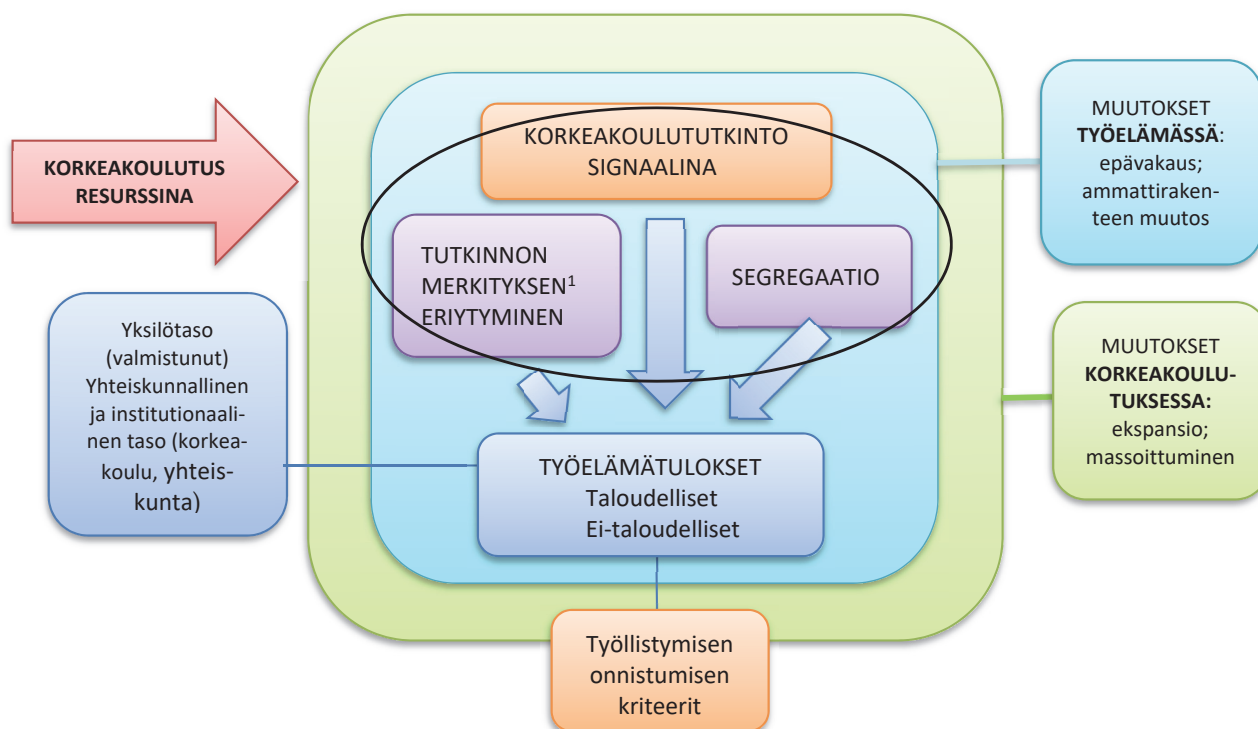 KORKEAKOULUTUS
RESURSSINA
KORKEAKOULUTUTKINTO
SIGNAALINA
TUTKINNON
MERKITYKSEN¹
ERIYTYMINEN
SEGREGAATIO
TYÖELÄMÄTULOKSET
Taloudelliset
Ei-taloudelliset
Työllistymisen
onnistumisen
kriteerit
Yksilötaso
(valmistunut)
Yhteiskunnallinen
ja institutionaali-
nen taso (korkea-
koulu, yhteis-
kunta)
MUUTOKSET
TYÖELÄMÄSSÄ:
epävakaus;
ammattiraken-
teen muutos
MUUTOKSET
KORKEAKOULU-
TUKSESSA:
ekspansio;
massoittuminen